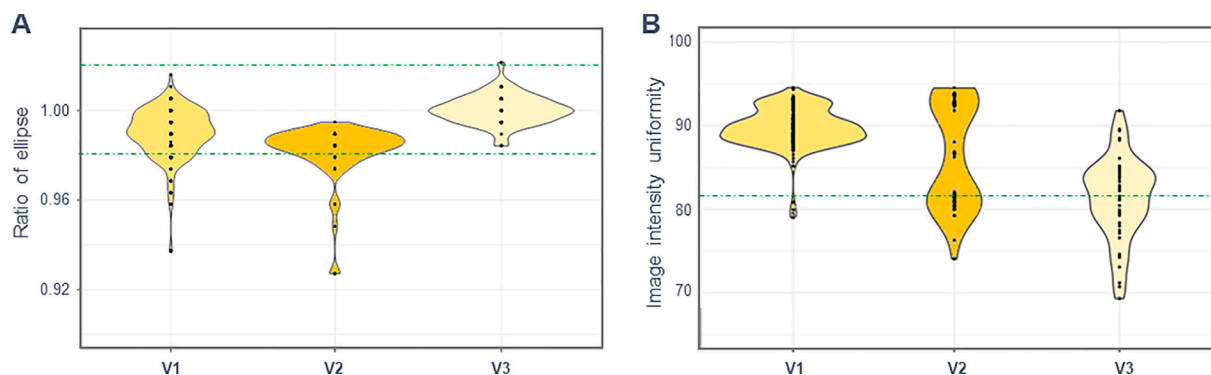 A
Ratio of ellipse
1.00
0.96
0.92
V1 V2 V3
B
Image intensity uniformity
100
90
80
70
V1 V2 V3